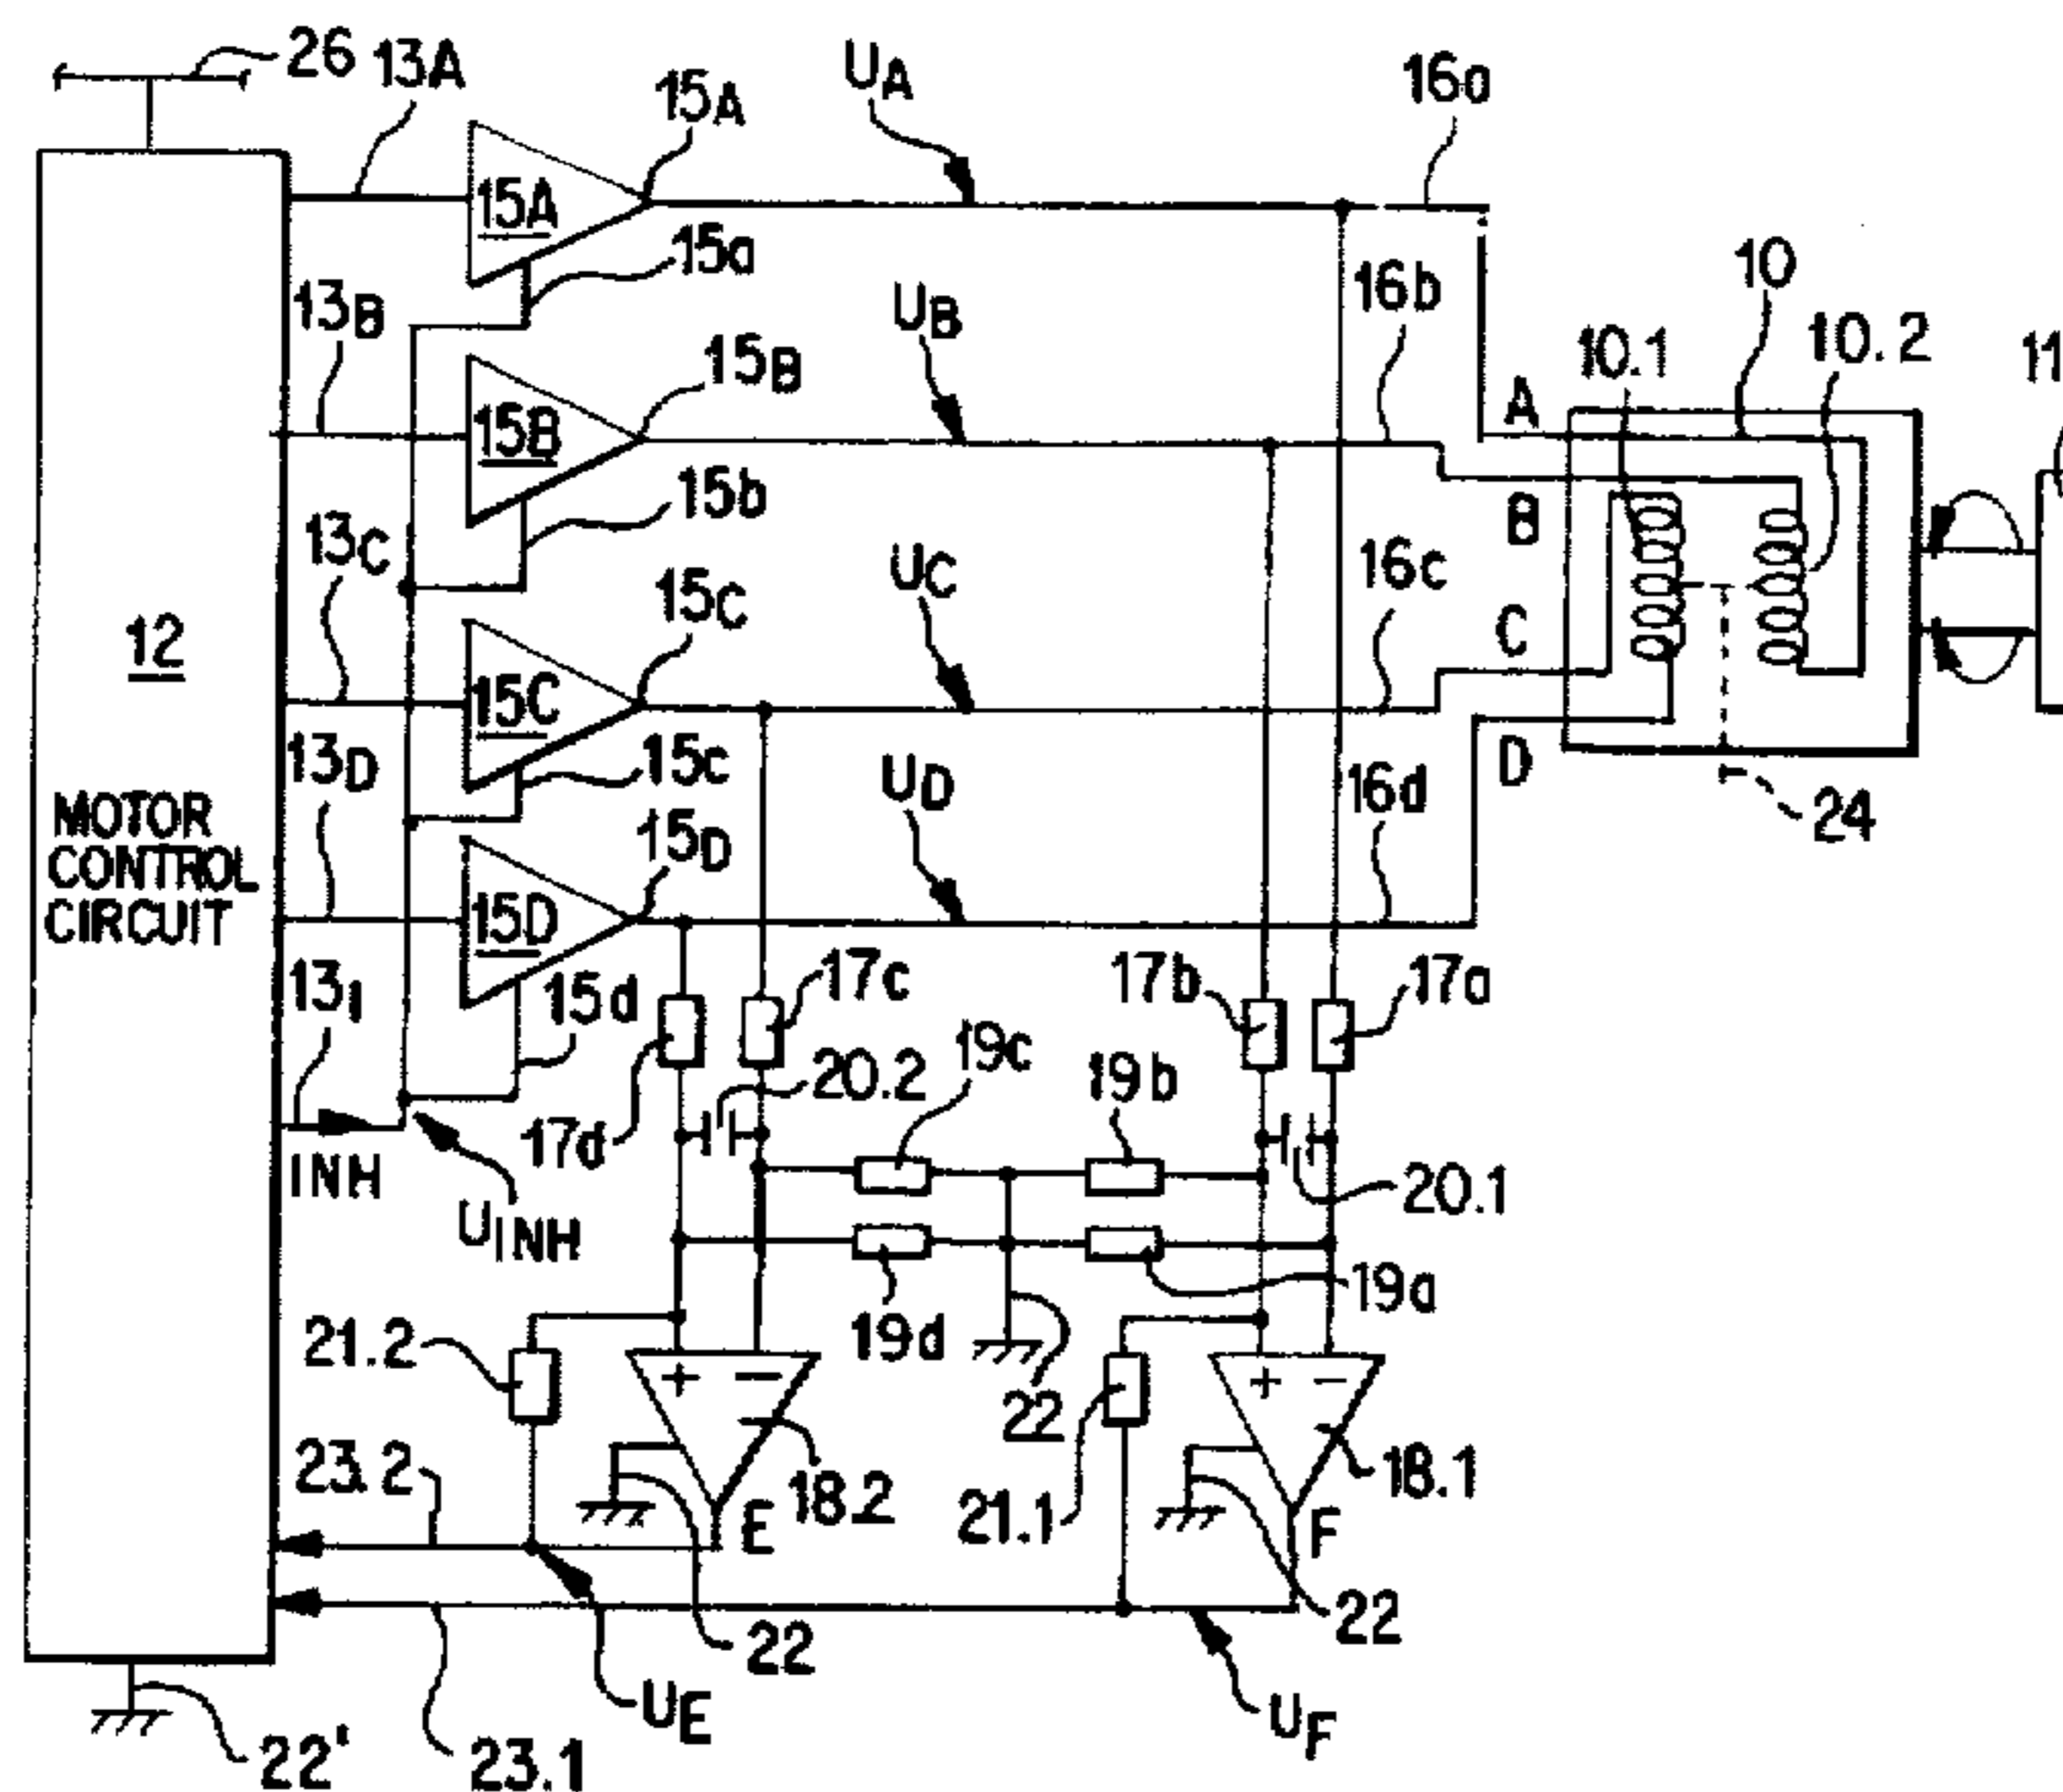 26
13A
15A
UA
16a
15A
15a
13B
UB
16b
10
15B
10.1
10.2
11
15B
A
15b
B
13C
UC
16c
15C
C
12
15C
13D
15c
UD
D
16d
24
MOTOR
CONTROL
CIRCUIT
15D
15D
13I
15d
17c
17b
17a
20.2
19c
19b
17d
INH
20.1
UINH
19a
19d
21.2
+ −
22
+ −
23.2
18.2
21.1
18.1
E
F
22
22
UE
UF
22'
23.1